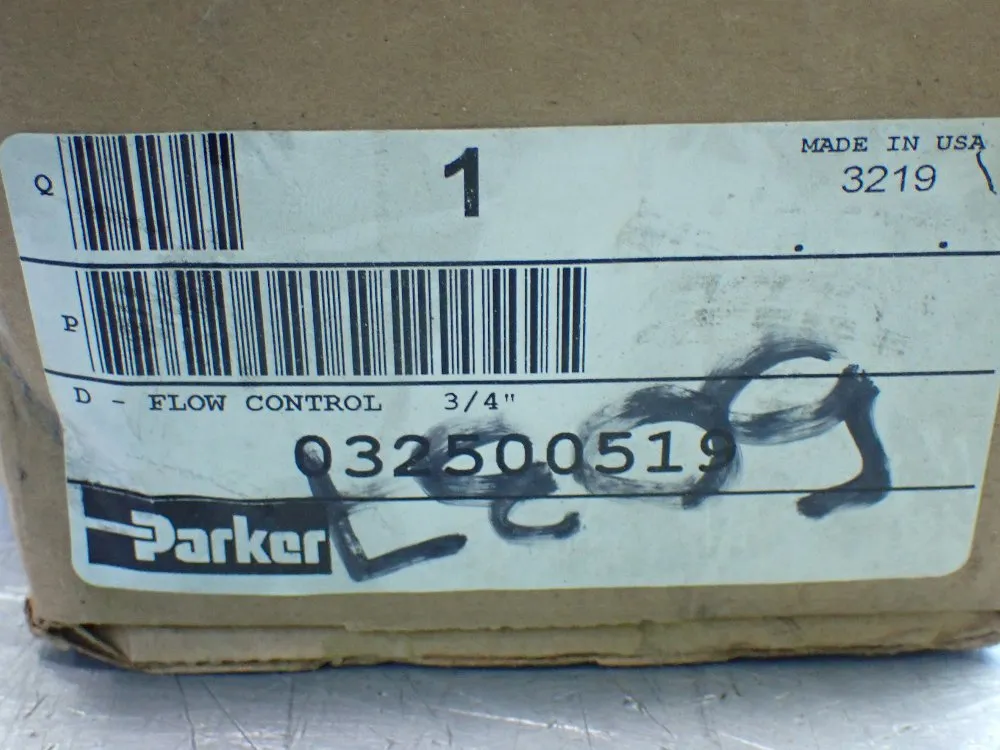 Q 1 MADE IN USA
3219
P
D - FLOW CONTROL 3/4"
032500519
Parker